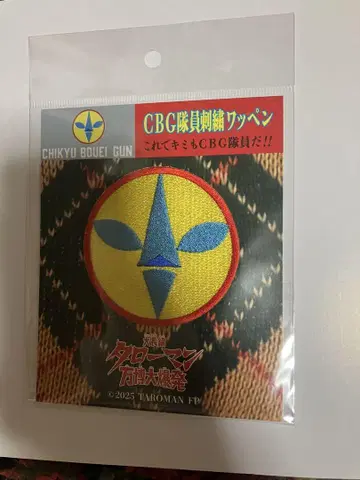 CBG隊員刺繍ワッペン
これでキミもCBG隊員だ!!
CHIKYU BOUEI GUN
大長編
タローマン
万博大爆発
©2025 TAROMAN FP